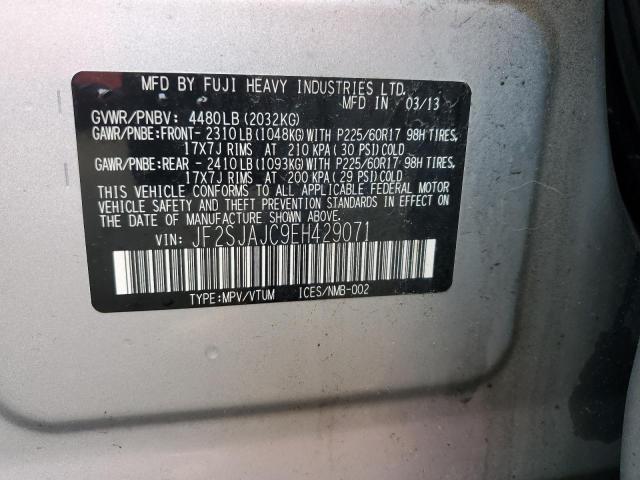 MFD BY FUJI HEAVY INDUSTRIES LTD.
MFD IN 03/13
GVWR/PNBV: 4480LB (2032KG)
GAWR/PNBE:FRONT- 2310LB (1048KG) WITH P225/60R17 98H TIRES,
17X7J RIMS AT 210 KPA (30 PSI) COLD
GAWR/PNBE:REAR - 2410LB (1093KG) WITH P225/60R17 98H TIRES,
17X7J RIMS AT 200 KPA (29 PSI) COLD
THIS VEHICLE CONFORMS TO ALL APPLICABLE FEDERAL MOTOR
VEHICLE SAFETY AND THEFT PREVENTION STANDARDS IN EFFECT
ON THE DATE OF MANUFACTURE SHOWN ABOVE.
VIN: JF2SJAJC9EH429071
TYPE:MPV/VTUM ICES/NMB-002